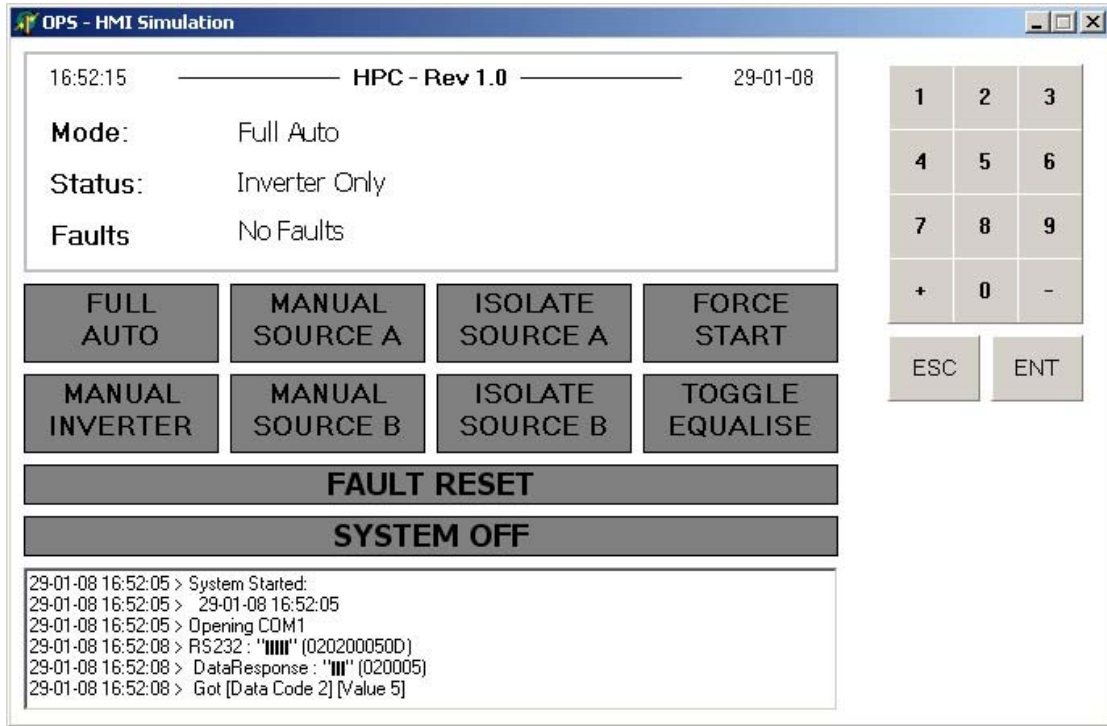 OPS - HMI Simulation
16:52:15 HPC - Rev 1.0 29-01-08
Mode: Full Auto
Status: Inverter Only
Faults No Faults
FULL AUTO
MANUAL SOURCE A
ISOLATE SOURCE A
FORCE START
MANUAL INVERTER
MANUAL SOURCE B
ISOLATE SOURCE B
TOGGLE EQUALISE
FAULT RESET
SYSTEM OFF
29-01-08 16:52:05 > System Started:
29-01-08 16:52:05 > 29-01-08 16:52:05
29-01-08 16:52:05 > Opening COM1
29-01-08 16:52:08 > RS232 : "▮▮▮▮▮" (020200050D)
29-01-08 16:52:08 > DataResponse : "▮▮▮" (020005)
29-01-08 16:52:08 > Got [Data Code 2] [Value 5]
1 2 3
4 5 6
7 8 9
+ 0 -
ESC ENT